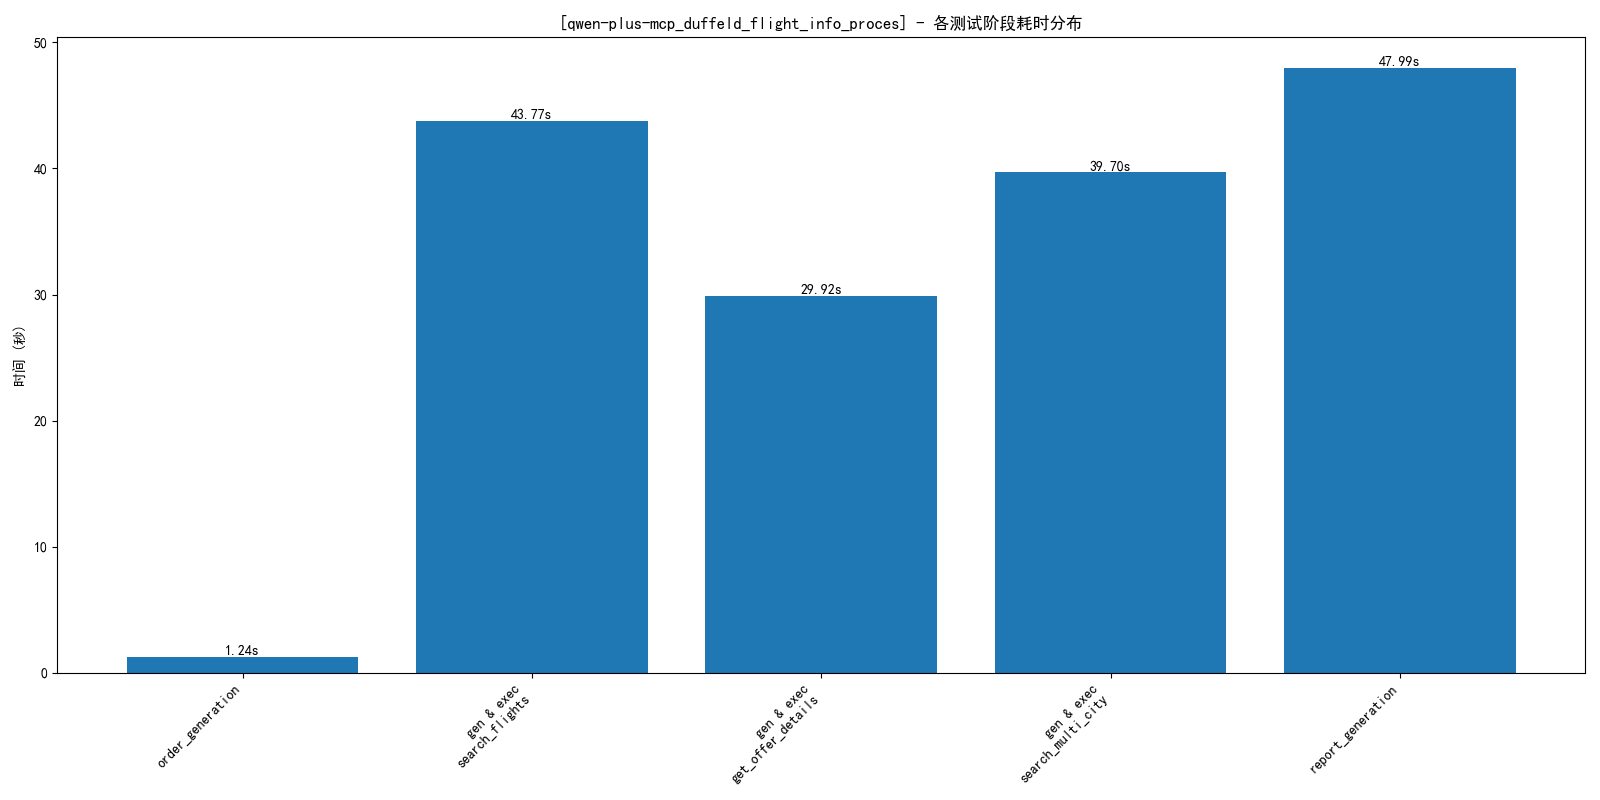 [qwen-plus-mcp_duffeld_flight_info_proces] - 各测试阶段耗时分布
时间 (秒)
50
40
30
20
10
0
1.24s
43.77s
29.92s
39.70s
47.99s
order_generation
gen & exec
search_flights
gen & exec
get_offer_details
gen & exec
search_multi_city
report_generation